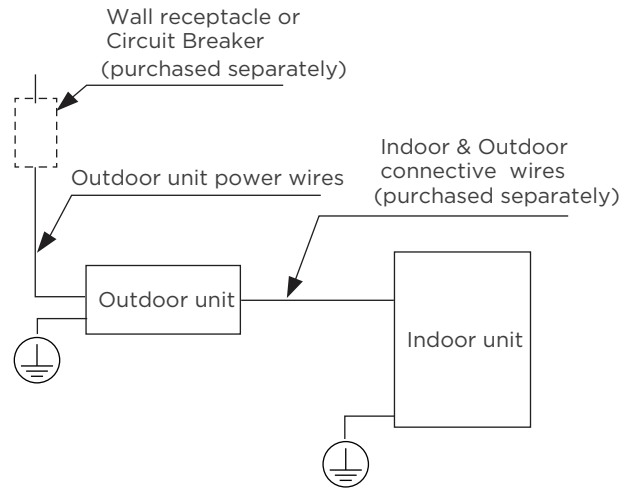 Wall receptacle or
Circuit Breaker
(purchased separately)
Indoor & Outdoor
connective wires
(purchased separately)
Outdoor unit power wires
Outdoor unit
Indoor unit